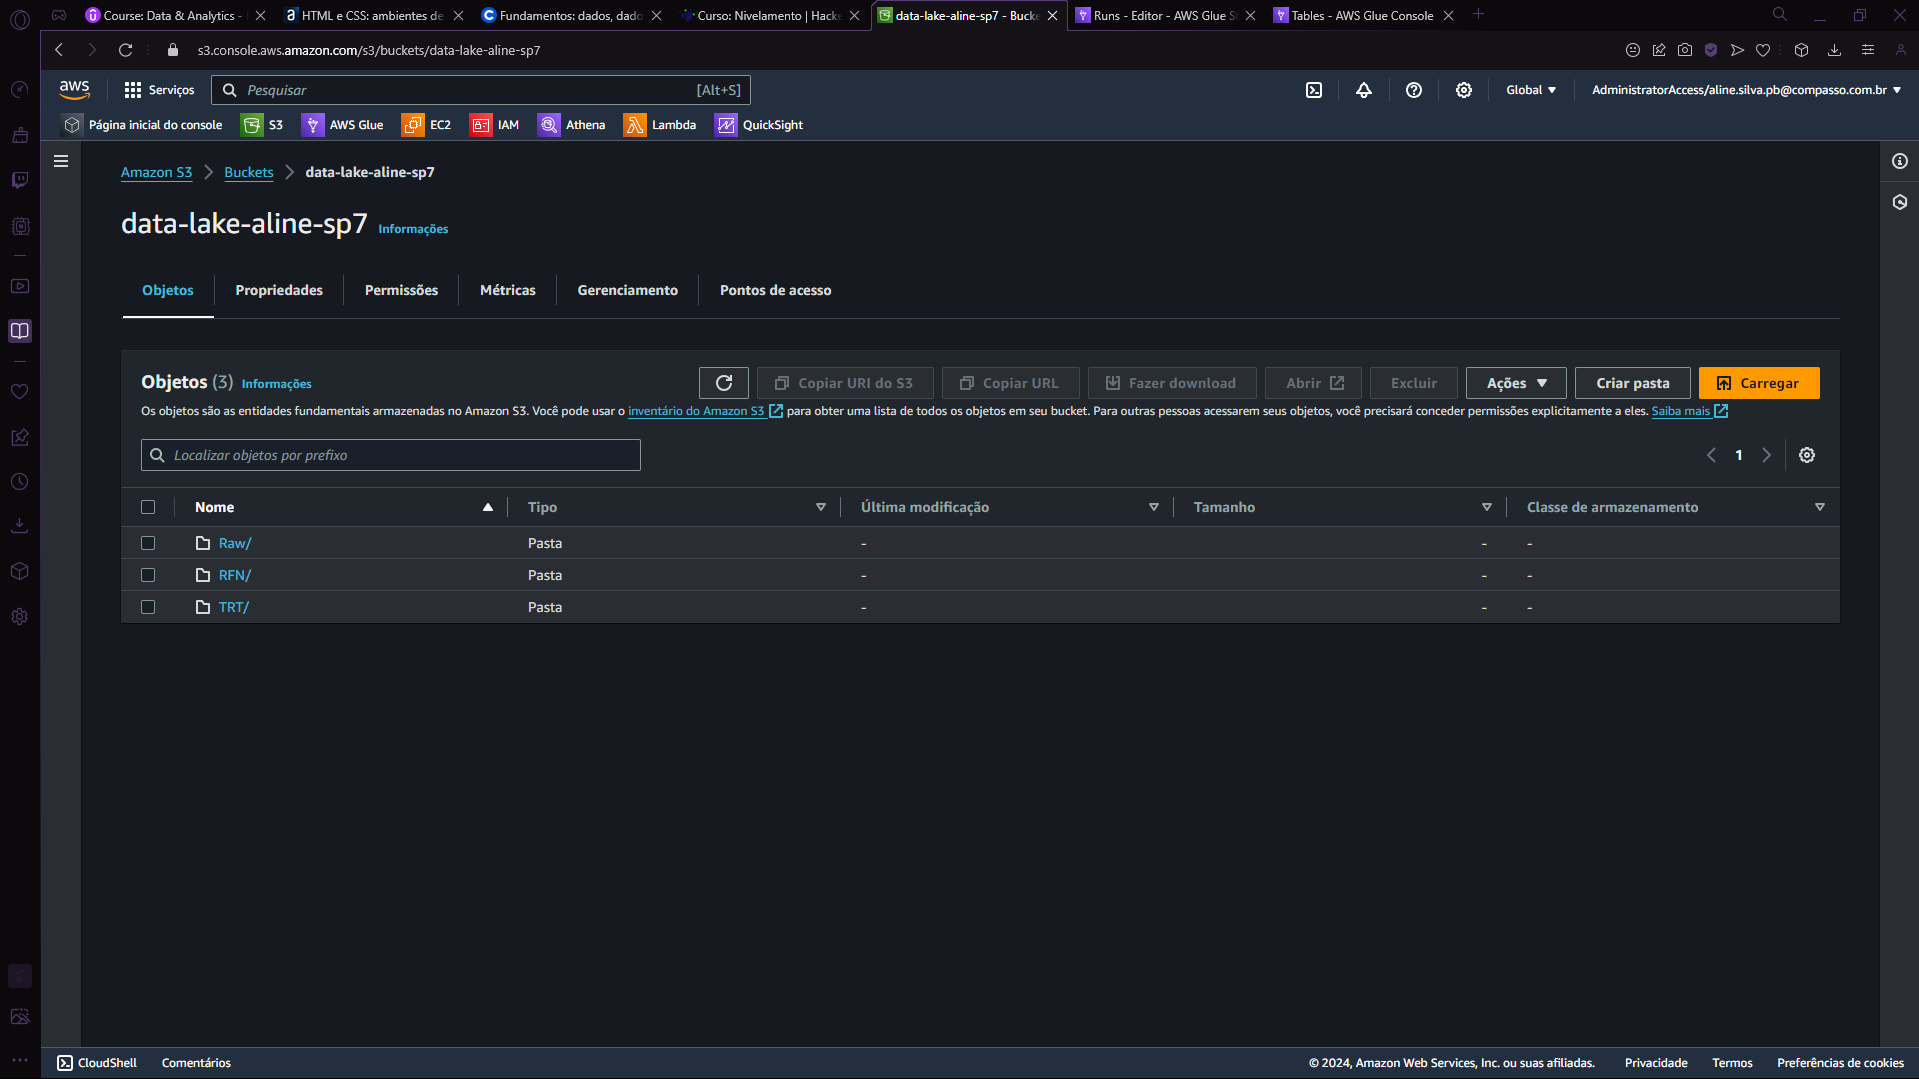 Course: Data & Analytics -
HTML e CSS: ambientes de
Fundamentos: dados, dado
Curso: Nivelamento | Hacke
data-lake-aline-sp7 - Bucke
Runs - Editor - AWS Glue S
Tables - AWS Glue Console
s3.console.aws.amazon.com/s3/buckets/data-lake-aline-sp7
aws
Serviços
Pesquisar
[Alt+S]
Global
AdministratorAccess/aline.silva.pb@compasso.com.br
Página inicial do console
S3
AWS Glue
EC2
IAM
Athena
Lambda
QuickSight
Amazon S3
Buckets
data-lake-aline-sp7
data-lake-aline-sp7 Informações
Objetos
Propriedades
Permissões
Métricas
Gerenciamento
Pontos de acesso
Objetos (3) Informações
Copiar URI do S3
Copiar URL
Fazer download
Abrir
Excluir
Ações
Criar pasta
Carregar
Os objetos são as entidades fundamentais armazenadas no Amazon S3. Você pode usar o inventário do Amazon S3 para obter uma lista de todos os objetos em seu bucket. Para outras pessoas acessarem seus objetos, você precisará conceder permissões explicitamente a eles. Saiba mais
Localizar objetos por prefixo
1
Nome Tipo Última modificação Tamanho Classe de armazenamento
Raw/ Pasta - - -
RFN/ Pasta - - -
TRT/ Pasta - - -
CloudShell
Comentários
© 2024, Amazon Web Services, Inc. ou suas afiliadas.
Privacidade
Termos
Preferências de cookies